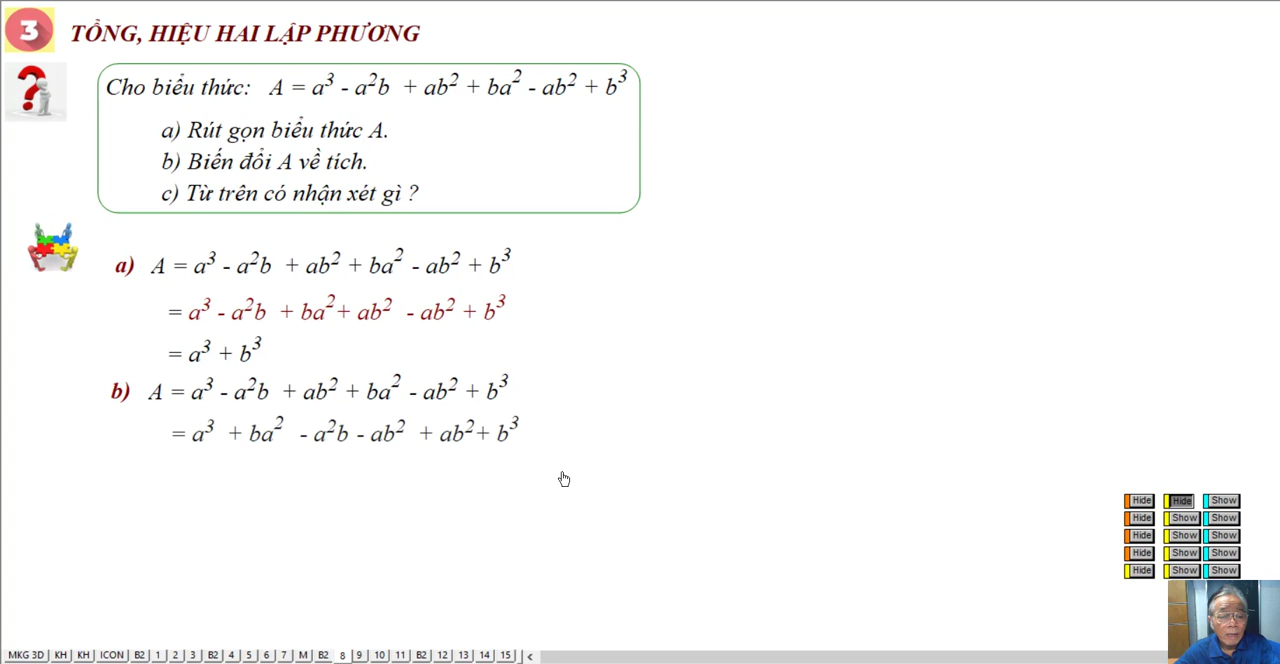 3 TỔNG, HIỆU HAI LẬP PHƯƠNG
Cho biểu thức: A = a³ - a²b + ab² + ba² - ab² + b³
a) Rút gọn biểu thức A.
b) Biến đổi A về tích.
c) Từ trên có nhận xét gì ?
a) A = a³ - a²b + ab² + ba² - ab² + b³
= a³ - a²b + ba² + ab² - ab² + b³
= a³ + b³
b) A = a³ - a²b + ab² + ba² - ab² + b³
= a³ + ba² - a²b - ab² + ab² + b³
Hide Hide Show
Hide Show Show
Hide Show Show
Hide Show Show
Hide Show Show
MKG 3D KH KH ICON B2 1 2 3 B2 4 5 6 7 M B2 8 9 10 11 B2 12 13 14 15 <